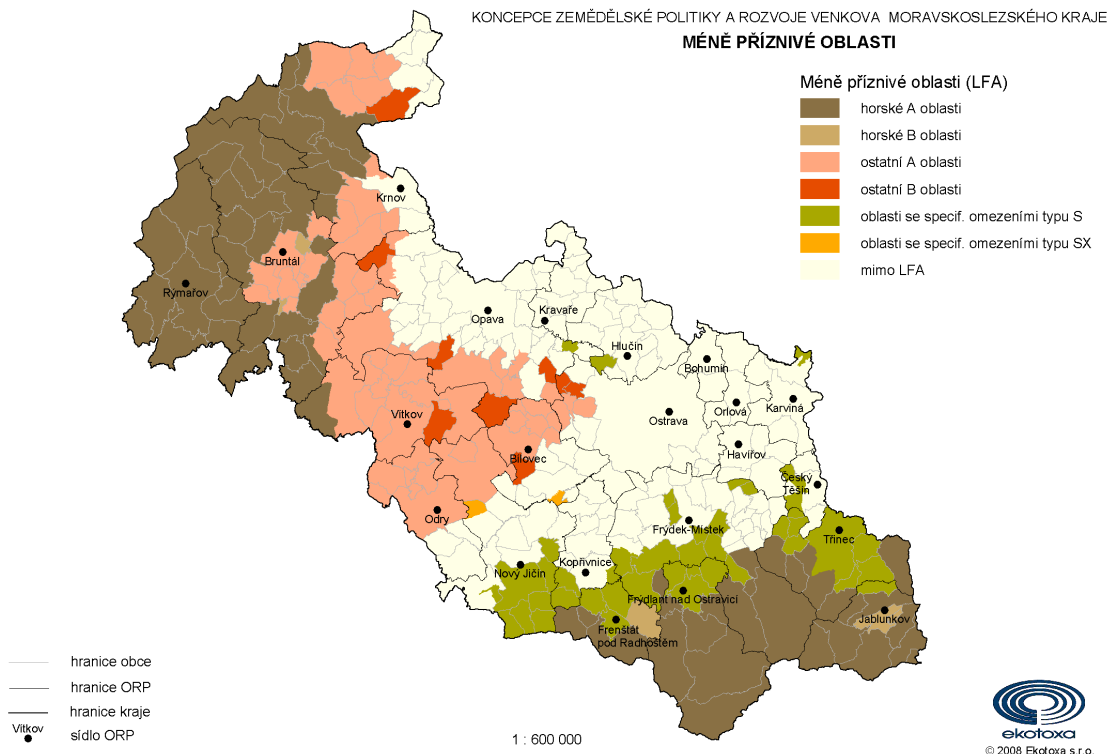 KONCEPCE ZEMĚDĚLSKÉ POLITIKY A ROZVOJE VENKOVA MORAVSKOSLEZSKÉHO KRAJE
MÉNĚ PŘÍZNIVÉ OBLASTI
Méně příznivé oblasti (LFA)
horské A oblasti
horské B oblasti
ostatní A oblasti
ostatní B oblasti
oblasti se specif. omezeními typu S
oblasti se specif. omezeními typu SX
mimo LFA
Krnov
Bruntál
Rýmařov
Opava
Kravaře
Hlučín
Bohumín
Vítkov
Ostrava
Orlová
Karviná
Havířov
Bílovec
Český
Těšín
Odry
Frýdek-Místek
Třinec
Nový Jičín
Kopřivnice
Frýdlant nad Ostravicí
Frenštát
pod Radhoštěm
Jablunkov
hranice obce
hranice ORP
hranice kraje
Vítkov
sídlo ORP
1 : 600 000
ekotoxa
© 2008 Ekotoxa s.r.o.